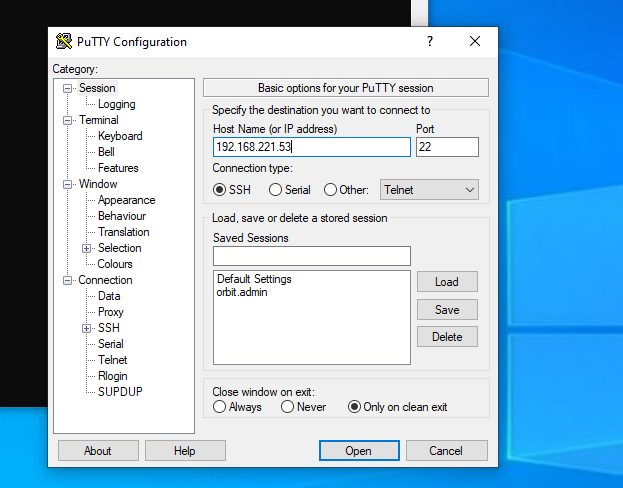 PuTTY Configuration
?
Category:
Session
Logging
Terminal
Keyboard
Bell
Features
Window
Appearance
Behaviour
Translation
Selection
Colours
Connection
Data
Proxy
SSH
Serial
Telnet
Rlogin
SUPDUP
Basic options for your PuTTY session
Specify the destination you want to connect to
Host Name (or IP address) Port
192.168.221.53 22
Connection type:
SSH Serial Other: Telnet
Load, save or delete a stored session
Saved Sessions
Default Settings
orbit.admin
Load
Save
Delete
Close window on exit:
Always Never Only on clean exit
About Help Open Cancel